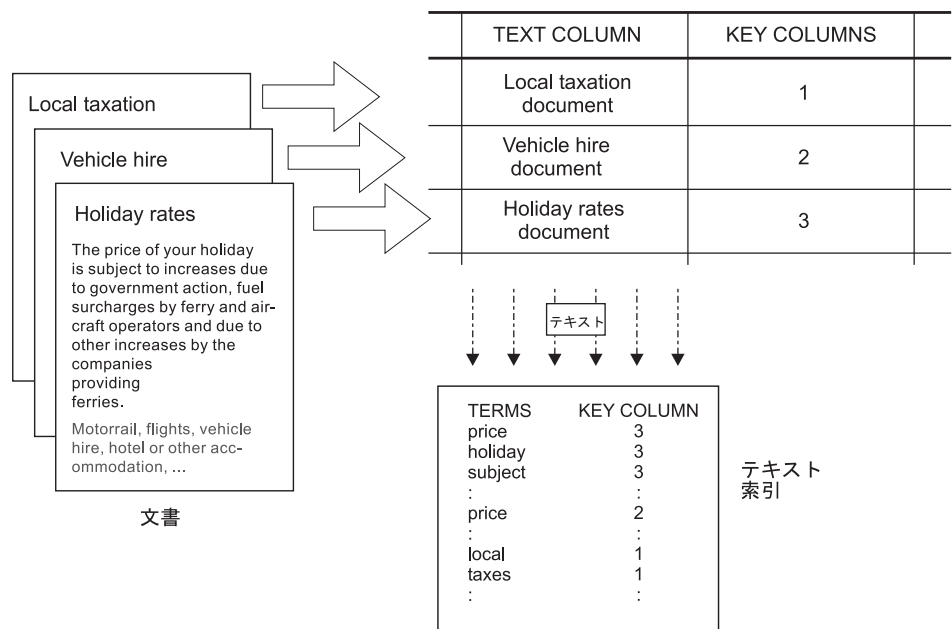 Local taxation
Vehicle hire
Holiday rates
The price of your holiday
is subject to increases due
to government action, fuel
surcharges by ferry and air-
craft operators and due to
other increases by the
companies
providing
ferries.
Motorrail, flights, vehicle
hire, hotel or other acc-
ommodation, ...
文書
TEXT COLUMN KEY COLUMNS
Local taxation
document 1
Vehicle hire
document 2
Holiday rates
document 3
テキスト
TERMS KEY COLUMN
price 3
holiday 3
subject 3
: :
price 2
: :
local 1
taxes 1
: :
テキスト
索引